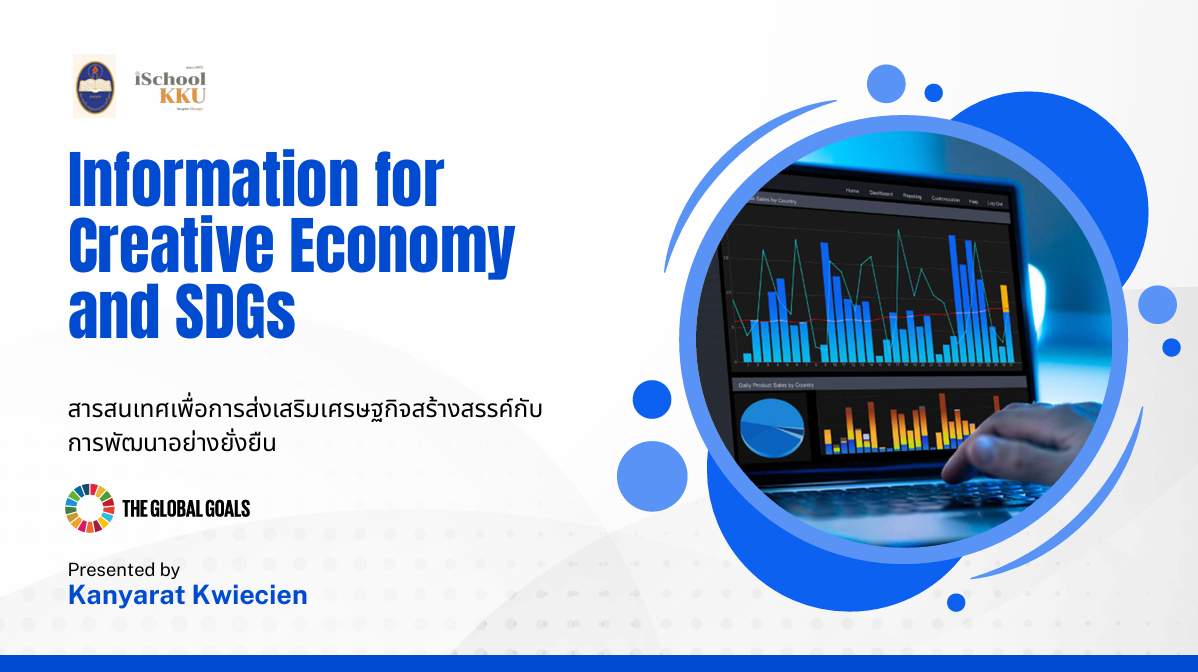 iSchool
KKU
Information for
Creative Economy
and SDGs
สารสนเทศเพื่อการส่งเสริมเศรษฐกิจสร้างสรรค์กับ
การพัฒนาอย่างยั่งยืน
THE GLOBAL GOALS
Presented by
Kanyarat Kwiecien
Home Dashboard Reporting Customization Help Log Out
Sales by Country
Daily Product Sales by Country